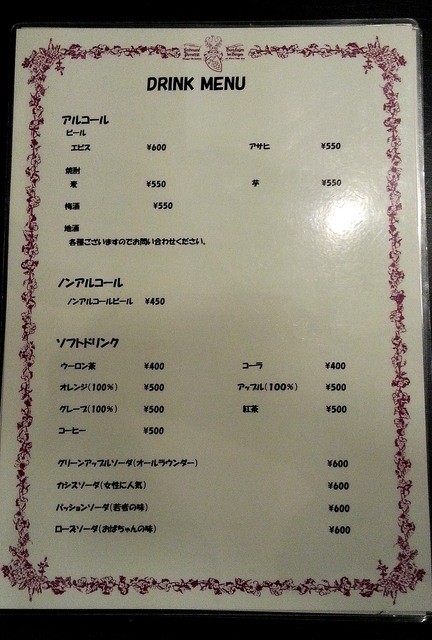 DRINK MENU
アルコール
ビール
エビス ¥600 アサヒ ¥550
焼酎
麦 ¥550 芋 ¥550
梅酒 ¥550
地酒
各種ございますのでお問い合わせください。
ノンアルコール
ノンアルコールビール ¥450
ソフトドリンク
ウーロン茶 ¥400 コーラ ¥400
オレンジ(100%) ¥500 アップル(100%) ¥500
グレープ(100%) ¥500 紅茶 ¥500
コーヒー ¥500
グリーンアップルソーダ(オールラウンダー) ¥600
カシスソーダ(女性に人気) ¥600
パッションソーダ(若者の味) ¥600
ローズソーダ(おばちゃんの味) ¥600